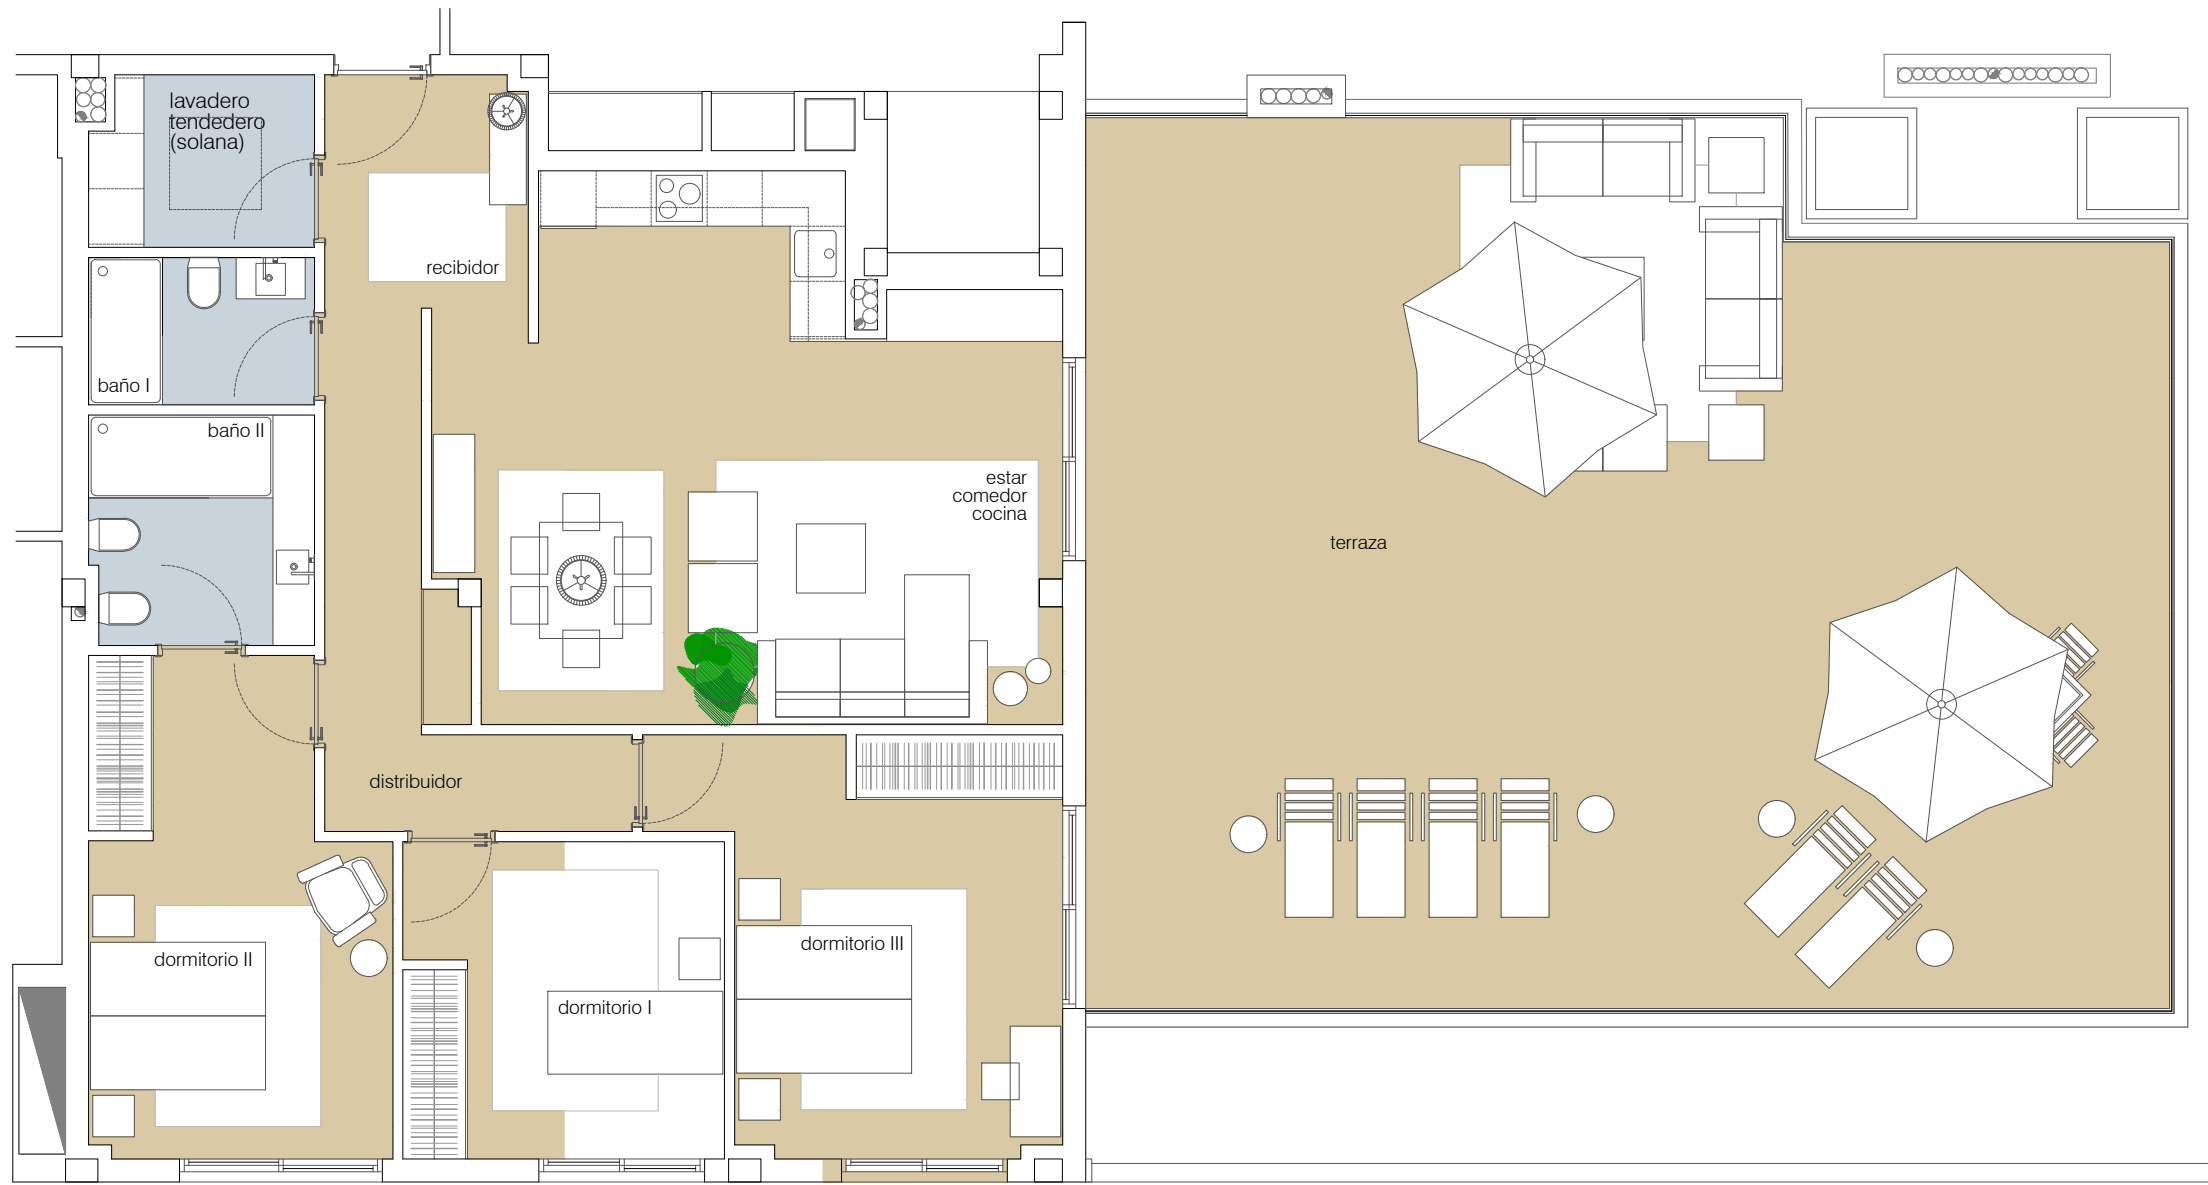 lavadero
tendedero
(solana)
recibidor
baño I
baño II
estar
comedor
cocina
terraza
distribuidor
dormitorio II
dormitorio III
dormitorio I